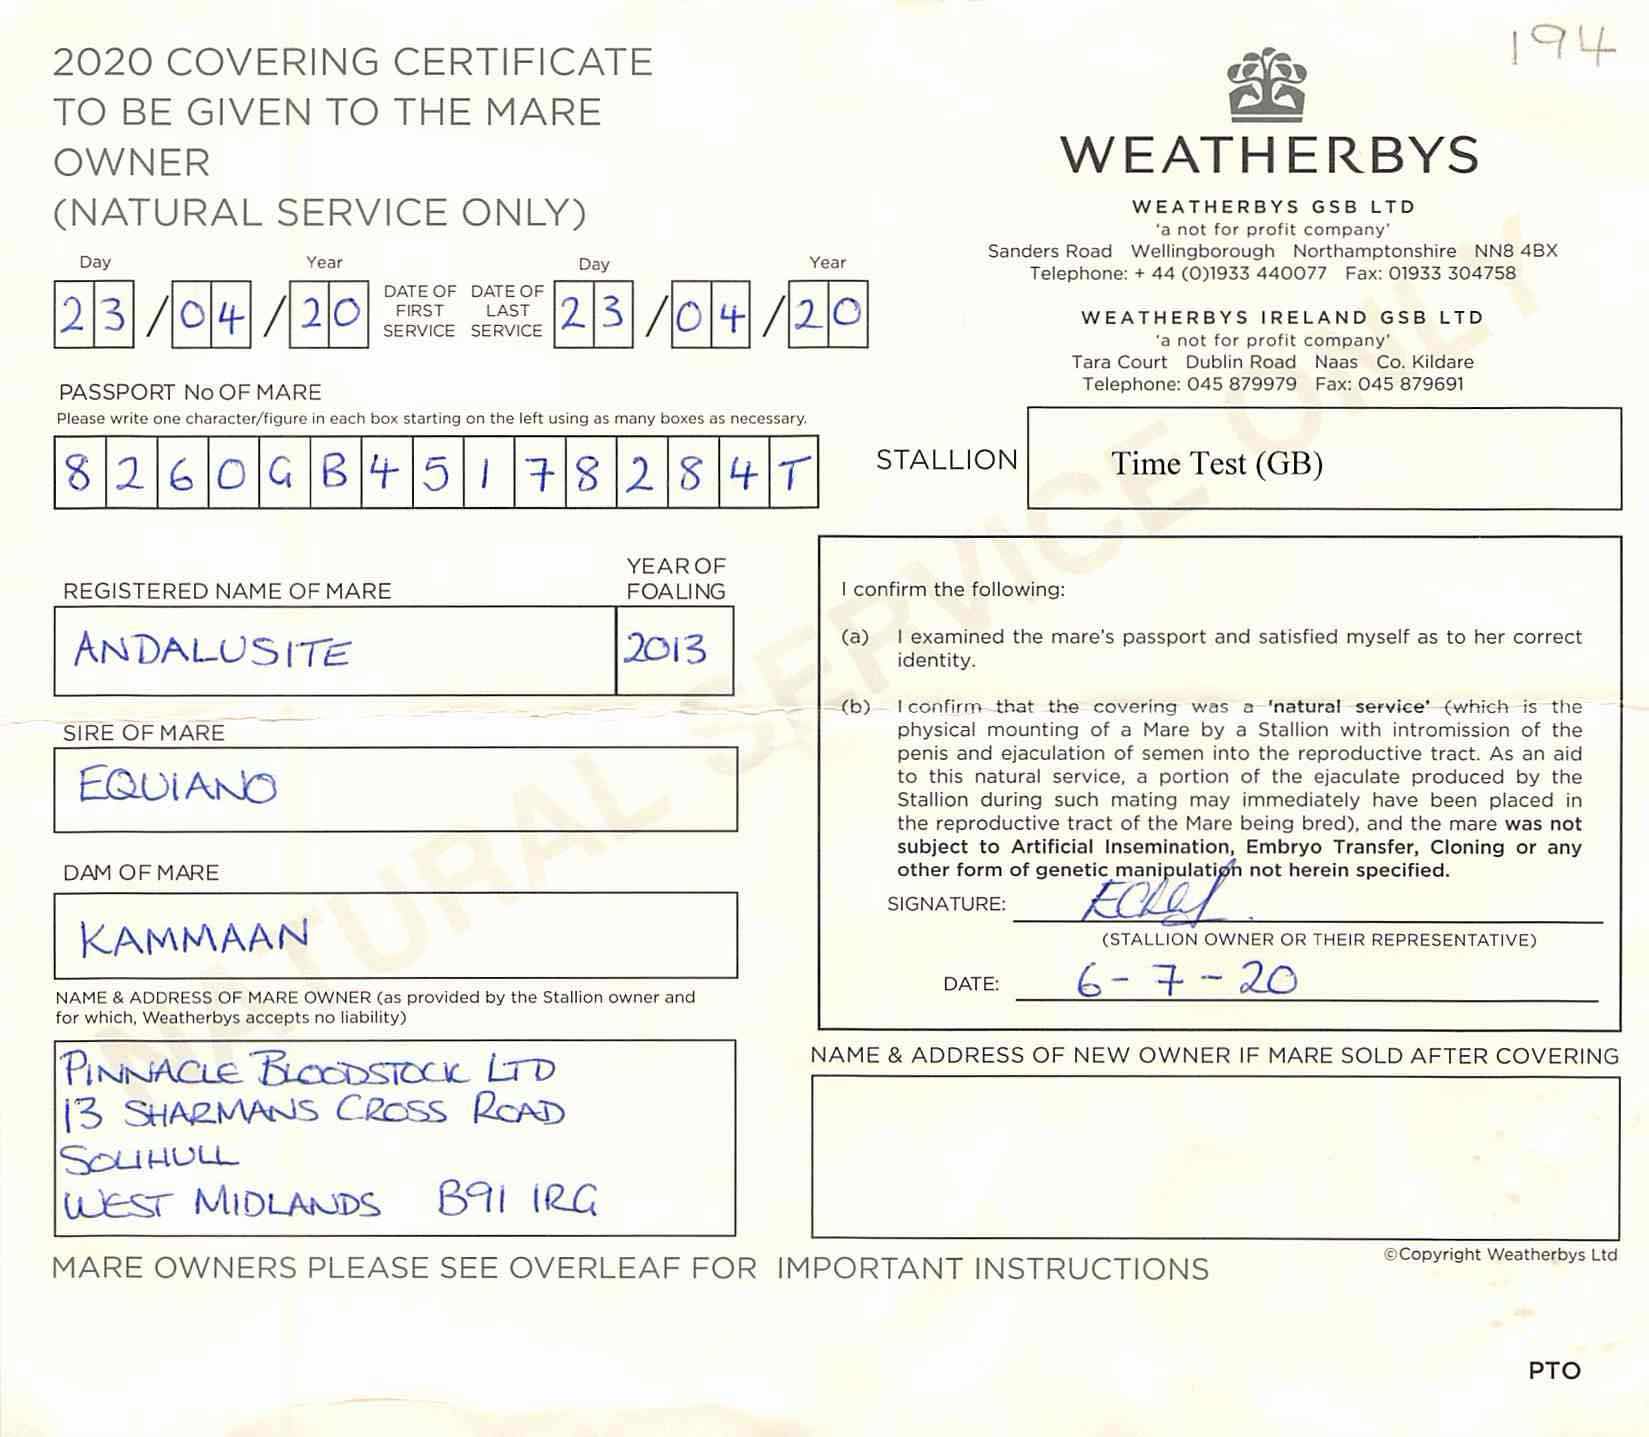 194
2020 COVERING CERTIFICATE
TO BE GIVEN TO THE MARE
OWNER
(NATURAL SERVICE ONLY)
WEATHERBYS
WEATHERBYS GSB LTD
'a not for profit company'
Sanders Road Wellingborough Northamptonshire NN8 4BX
Telephone: + 44 (0)1933 440077 Fax: 01933 304758
WEATHERBYS IRELAND GSB LTD
'a not for profit company'
Tara Court Dublin Road Naas Co. Kildare
Telephone: 045 879979 Fax: 045 879691
Day Year Day Year
23/04/20 DATE OF FIRST SERVICE DATE OF LAST SERVICE 23/04/20
PASSPORT No OF MARE
Please write one character/figure in each box starting on the left using as many boxes as necessary.
8260GB45178284T
STALLION Time Test (GB)
REGISTERED NAME OF MARE YEAR OF FOALING
ANDALUSITE 2013
SIRE OF MARE
EQUIANO
DAM OF MARE
KAMMAAN
NAME & ADDRESS OF MARE OWNER (as provided by the Stallion owner and
for which, Weatherbys accepts no liability)
PINNACLE BLOODSTOCK LTD
13 SHARMANS CROSS ROAD
SOLIHULL
WEST MIDLANDS B91 1RG
I confirm the following:
(a) I examined the mare's passport and satisfied myself as to her correct
identity.
(b) I confirm that the covering was a 'natural service' (which is the
physical mounting of a Mare by a Stallion with intromission of the
penis and ejaculation of semen into the reproductive tract. As an aid
to this natural service, a portion of the ejaculate produced by the
Stallion during such mating may immediately have been placed in
the reproductive tract of the Mare being bred), and the mare was not
subject to Artificial Insemination, Embryo Transfer, Cloning or any
other form of genetic manipulation not herein specified.
SIGNATURE:
(STALLION OWNER OR THEIR REPRESENTATIVE)
DATE: 6-7-20
NAME & ADDRESS OF NEW OWNER IF MARE SOLD AFTER COVERING
©Copyright Weatherbys Ltd
MARE OWNERS PLEASE SEE OVERLEAF FOR IMPORTANT INSTRUCTIONS
PTO
NATURAL SERVICE ONLY